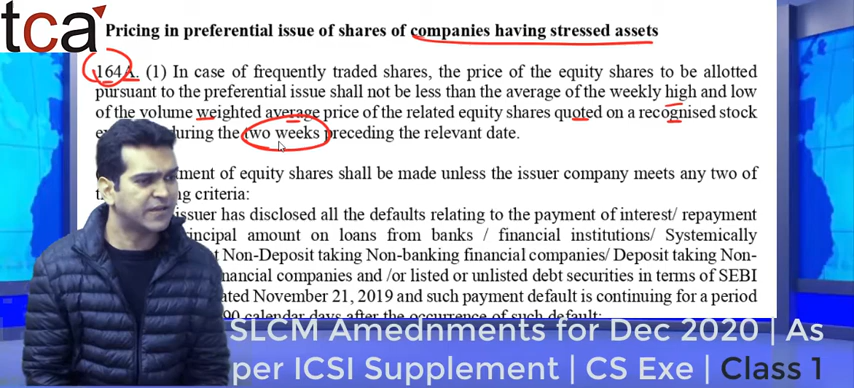 tca
Pricing in preferential issue of shares of companies having stressed assets
164A. (1) In case of frequently traded shares, the price of the equity shares to be allotted
pursuant to the preferential issue shall not be less than the average of the weekly high and low
of the volume weighted average price of the related equity shares quoted on a recognised stock
during the two weeks preceding the relevant date.
of equity shares shall be made unless the issuer company meets any two of
criteria:
issuer has disclosed all the defaults relating to the payment of interest/ repayment
amount on loans from banks / financial institutions/ Systemically
Non-Deposit taking Non-banking financial companies/ Deposit taking Non-
companies and /or listed or unlisted debt securities in terms of SEBI
November 21, 2019 and such payment default is continuing for a period
90 calendar days after the occurrence of such default;
SLCM Amednments for Dec 2020 | As
per ICSI Supplement | CS Exe | Class 1